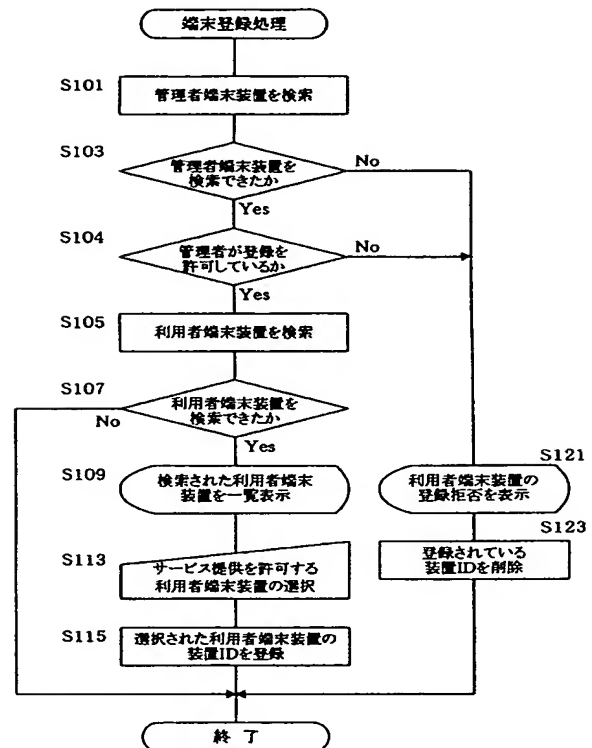 端末登録処理
S101
管理者端末装置を検索
S103
管理者端末装置を
検索できたか
No
Yes
S104
管理者が登録を
許可しているか
No
Yes
S105
利用者端末装置を検索
S107
利用者端末装置を
検索できたか
No
Yes
S109
検索された利用者端末
装置を一覧表示
S121
利用者端末装置の
登録拒否を表示
S123
登録されている
装置IDを削除
S113
サービス提供を許可する
利用者端末装置の選択
S115
選択された利用者端末装置の
装置IDを登録
終 了